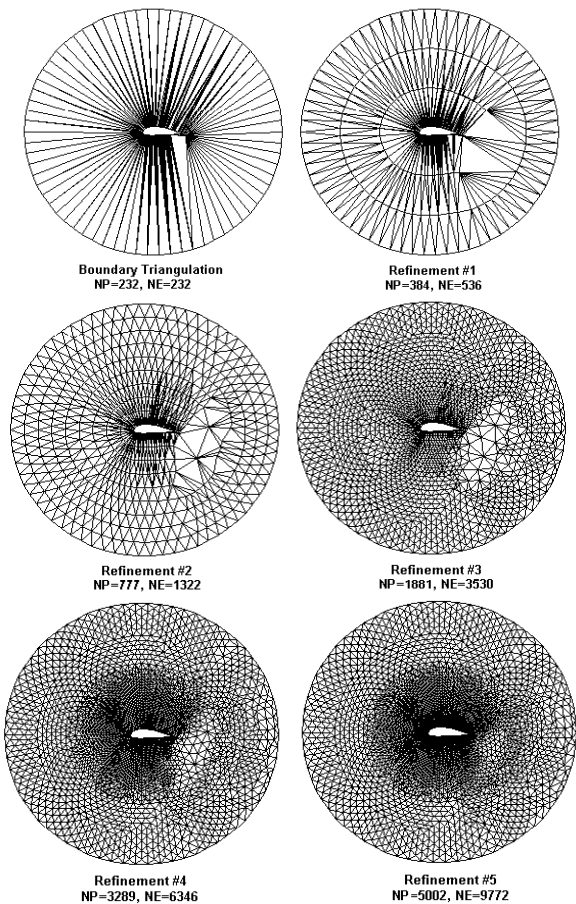 Boundary Triangulation
NP=232, NE=232
Refinement #1
NP=384, NE=536
Refinement #2
NP=777, NE=1322
Refinement #3
NP=1881, NE=3530
Refinement #4
NP=3289, NE=6346
Refinement #5
NP=5002, NE=9772